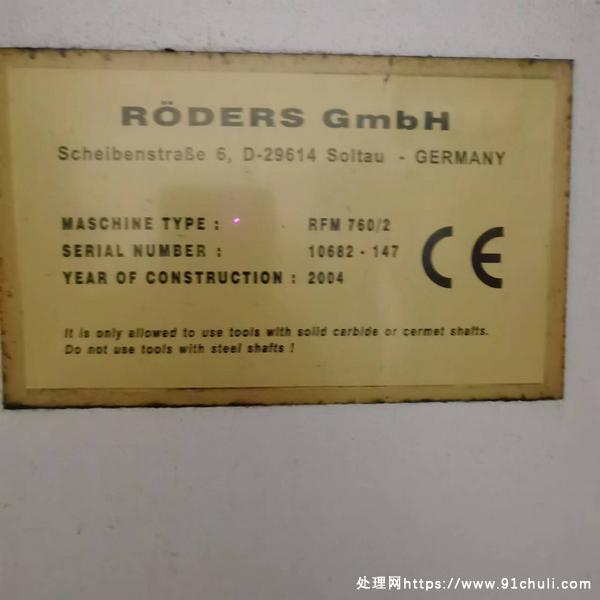 RÖDERS GmbH
Scheibenstraße 6, D-29614 Soltau - GERMANY
MASCHINE TYPE : RFM 760/2
SERIAL NUMBER : 10682 - 147
YEAR OF CONSTRUCTION : 2004
CE
It is only allowed to use tools with solid carbide or cermet shafts.
Do not use tools with steel shafts !
处理网https://www.91chuli.com/